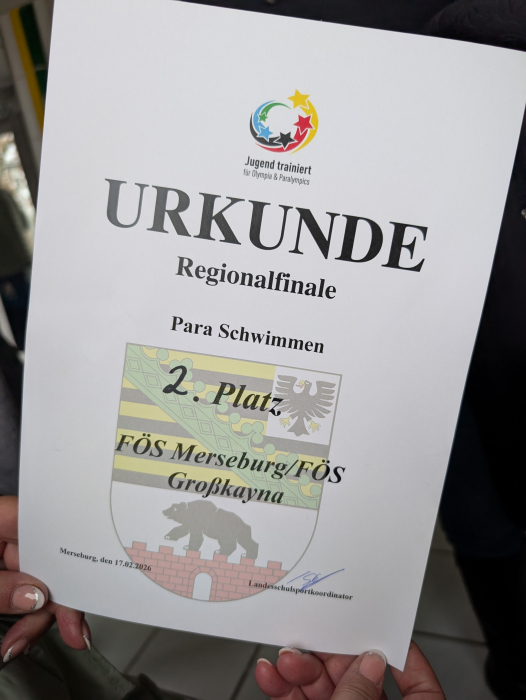 Jugend trainiert
für Olympia & Paralympics
URKUNDE
Regionalfinale
Para Schwimmen
2. Platz
FÖS Merseburg/FÖS
Großkayna
Merseburg, den 17.02.2026
Landesschulsportkoordinator